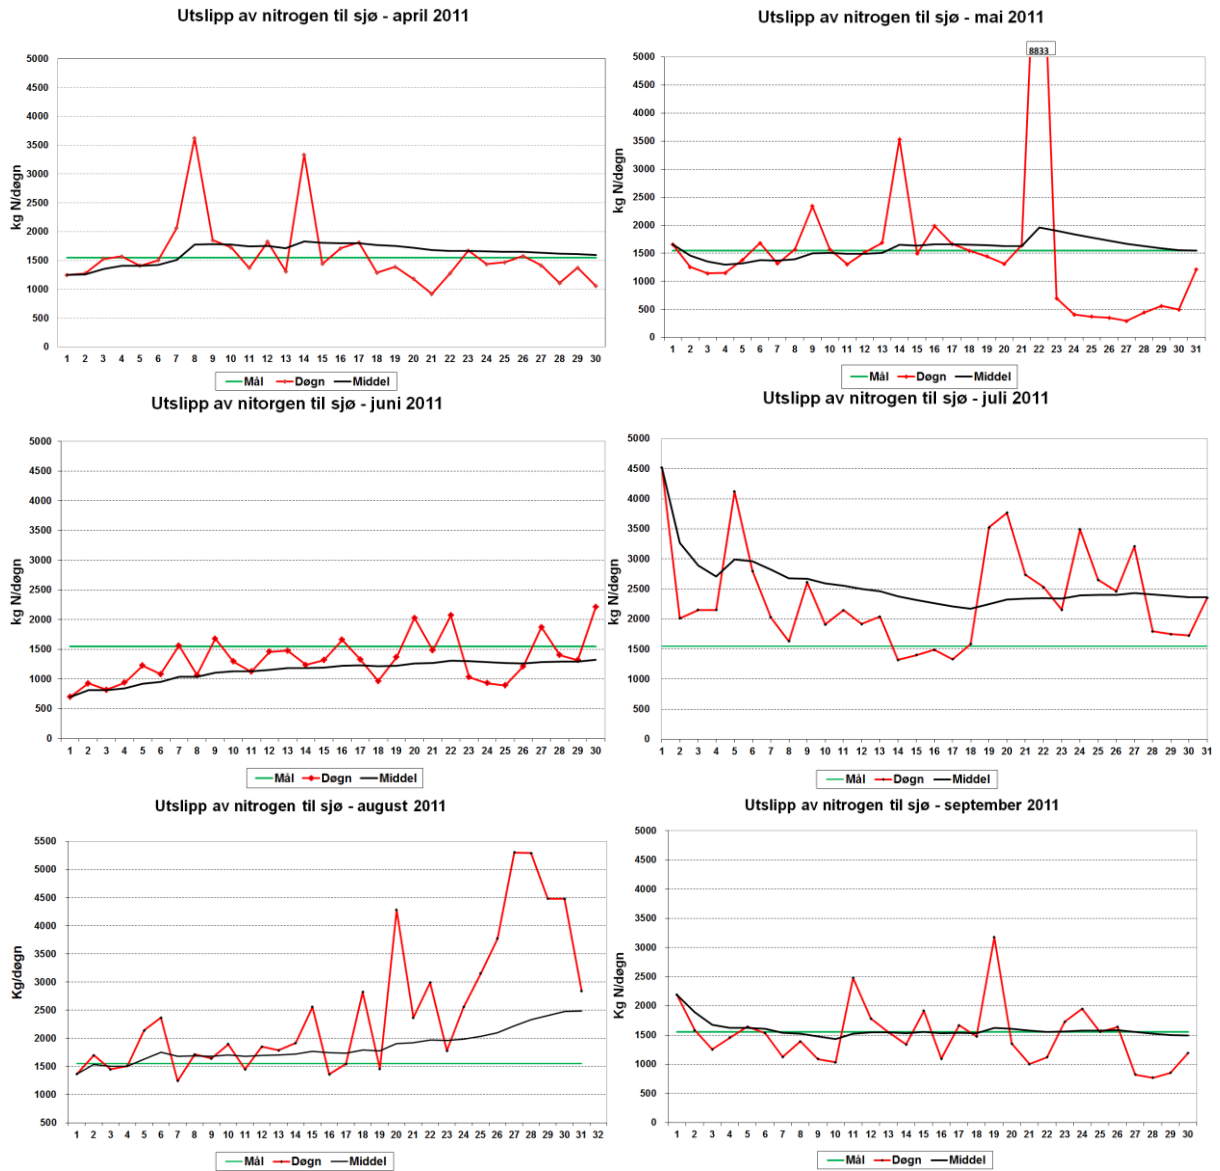 Utslipp av nitrogen til sjø - april 2011
kg N/døgn
5000
4500
4000
3500
3000
2500
2000
1500
1000
500
0
1 2 3 4 5 6 7 8 9 10 11 12 13 14 15 16 17 18 19 20 21 22 23 24 25 26 27 28 29 30
Mål Døgn Middel
Utslipp av nitrogen til sjø - mai 2011
8833
kg N/døgn
5000
4500
4000
3500
3000
2500
2000
1500
1000
500
0
1 2 3 4 5 6 7 8 9 10 11 12 13 14 15 16 17 18 19 20 21 22 23 24 25 26 27 28 29 30 31
Mål Døgn Middel
Utslipp av nitorgen til sjø - juni 2011
kg N/døgn
5000
4500
4000
3500
3000
2500
2000
1500
1000
500
0
1 2 3 4 5 6 7 8 9 10 11 12 13 14 15 16 17 18 19 20 21 22 23 24 25 26 27 28 29 30
Mål Døgn Middel
Utslipp av nitrogen til sjø - juli 2011
kg N/døgn
5000
4500
4000
3500
3000
2500
2000
1500
1000
500
0
1 2 3 4 5 6 7 8 9 10 11 12 13 14 15 16 17 18 19 20 21 22 23 24 25 26 27 28 29 30 31
Mål Døgn Middel
Utslipp av nitrogen til sjø - august 2011
Kg/døgn
5500
5000
4500
4000
3500
3000
2500
2000
1500
1000
500
1 2 3 4 5 6 7 8 9 10 11 12 13 14 15 16 17 18 19 20 21 22 23 24 25 26 27 28 29 30 31 32
Mål Døgn Middel
Utslipp av nitrogen til sjø - september 2011
Kg N/døgn
5000
4500
4000
3500
3000
2500
2000
1500
1000
500
0
1 2 3 4 5 6 7 8 9 10 11 12 13 14 15 16 17 18 19 20 21 22 23 24 25 26 27 28 29 30
Mål Døgn Middel